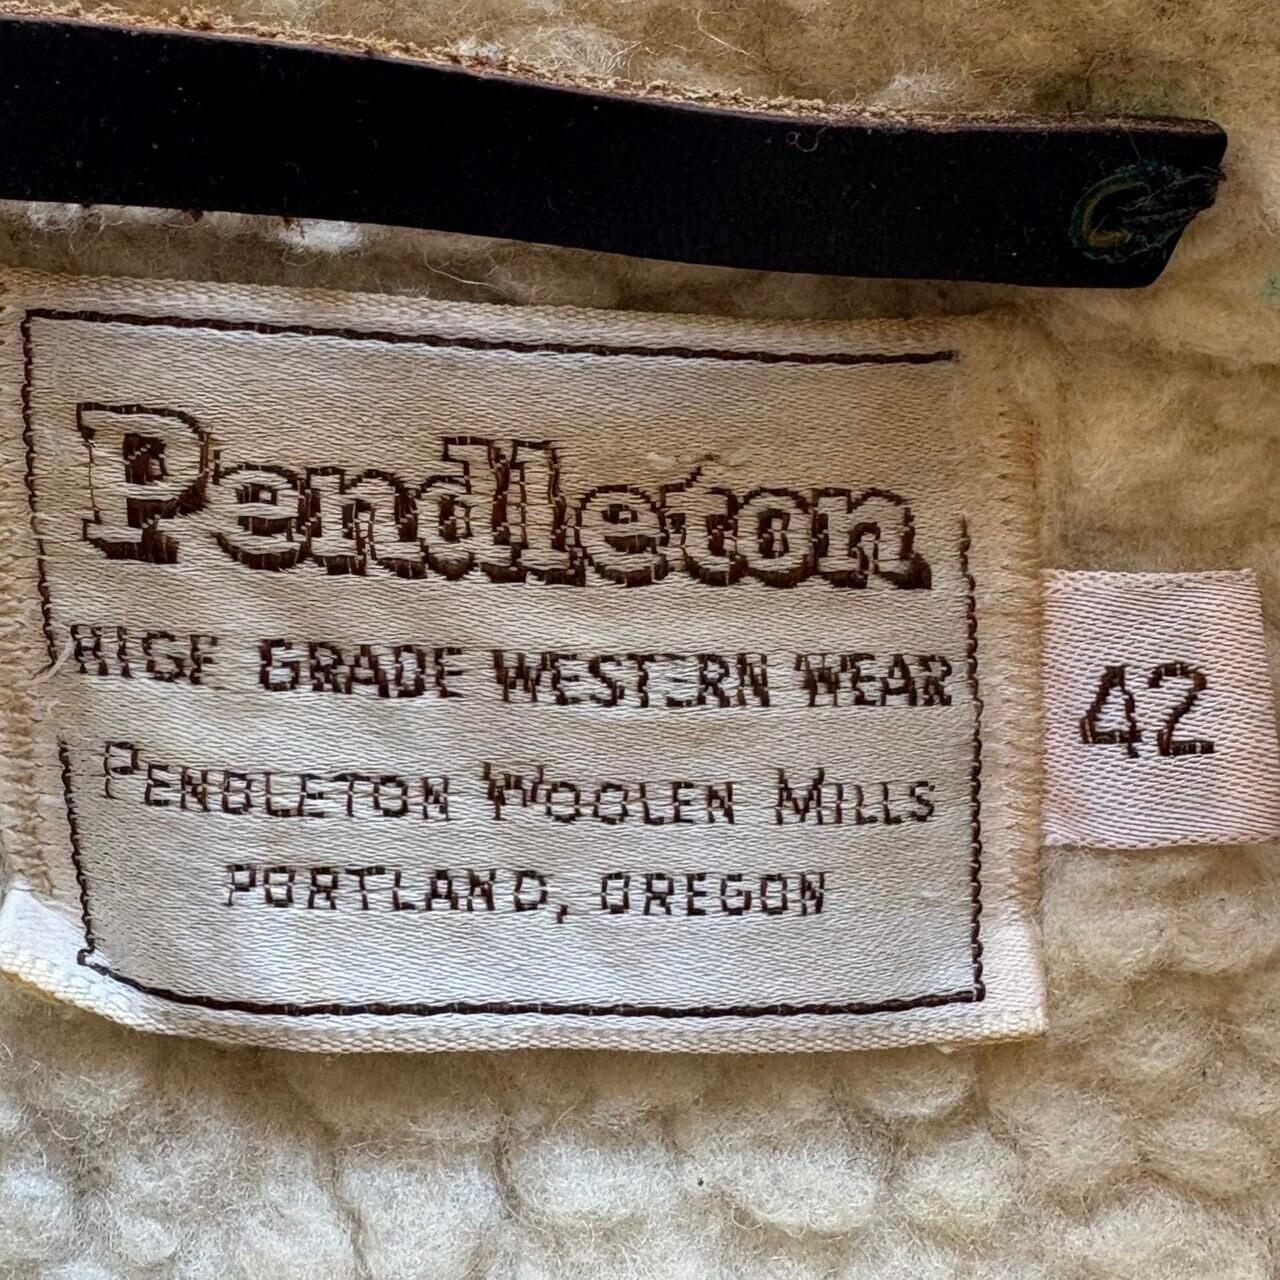 Pendleton
HIGH GRADE WESTERN WEAR
PENDLETON WOOLEN MILLS
PORTLAND, OREGON
42